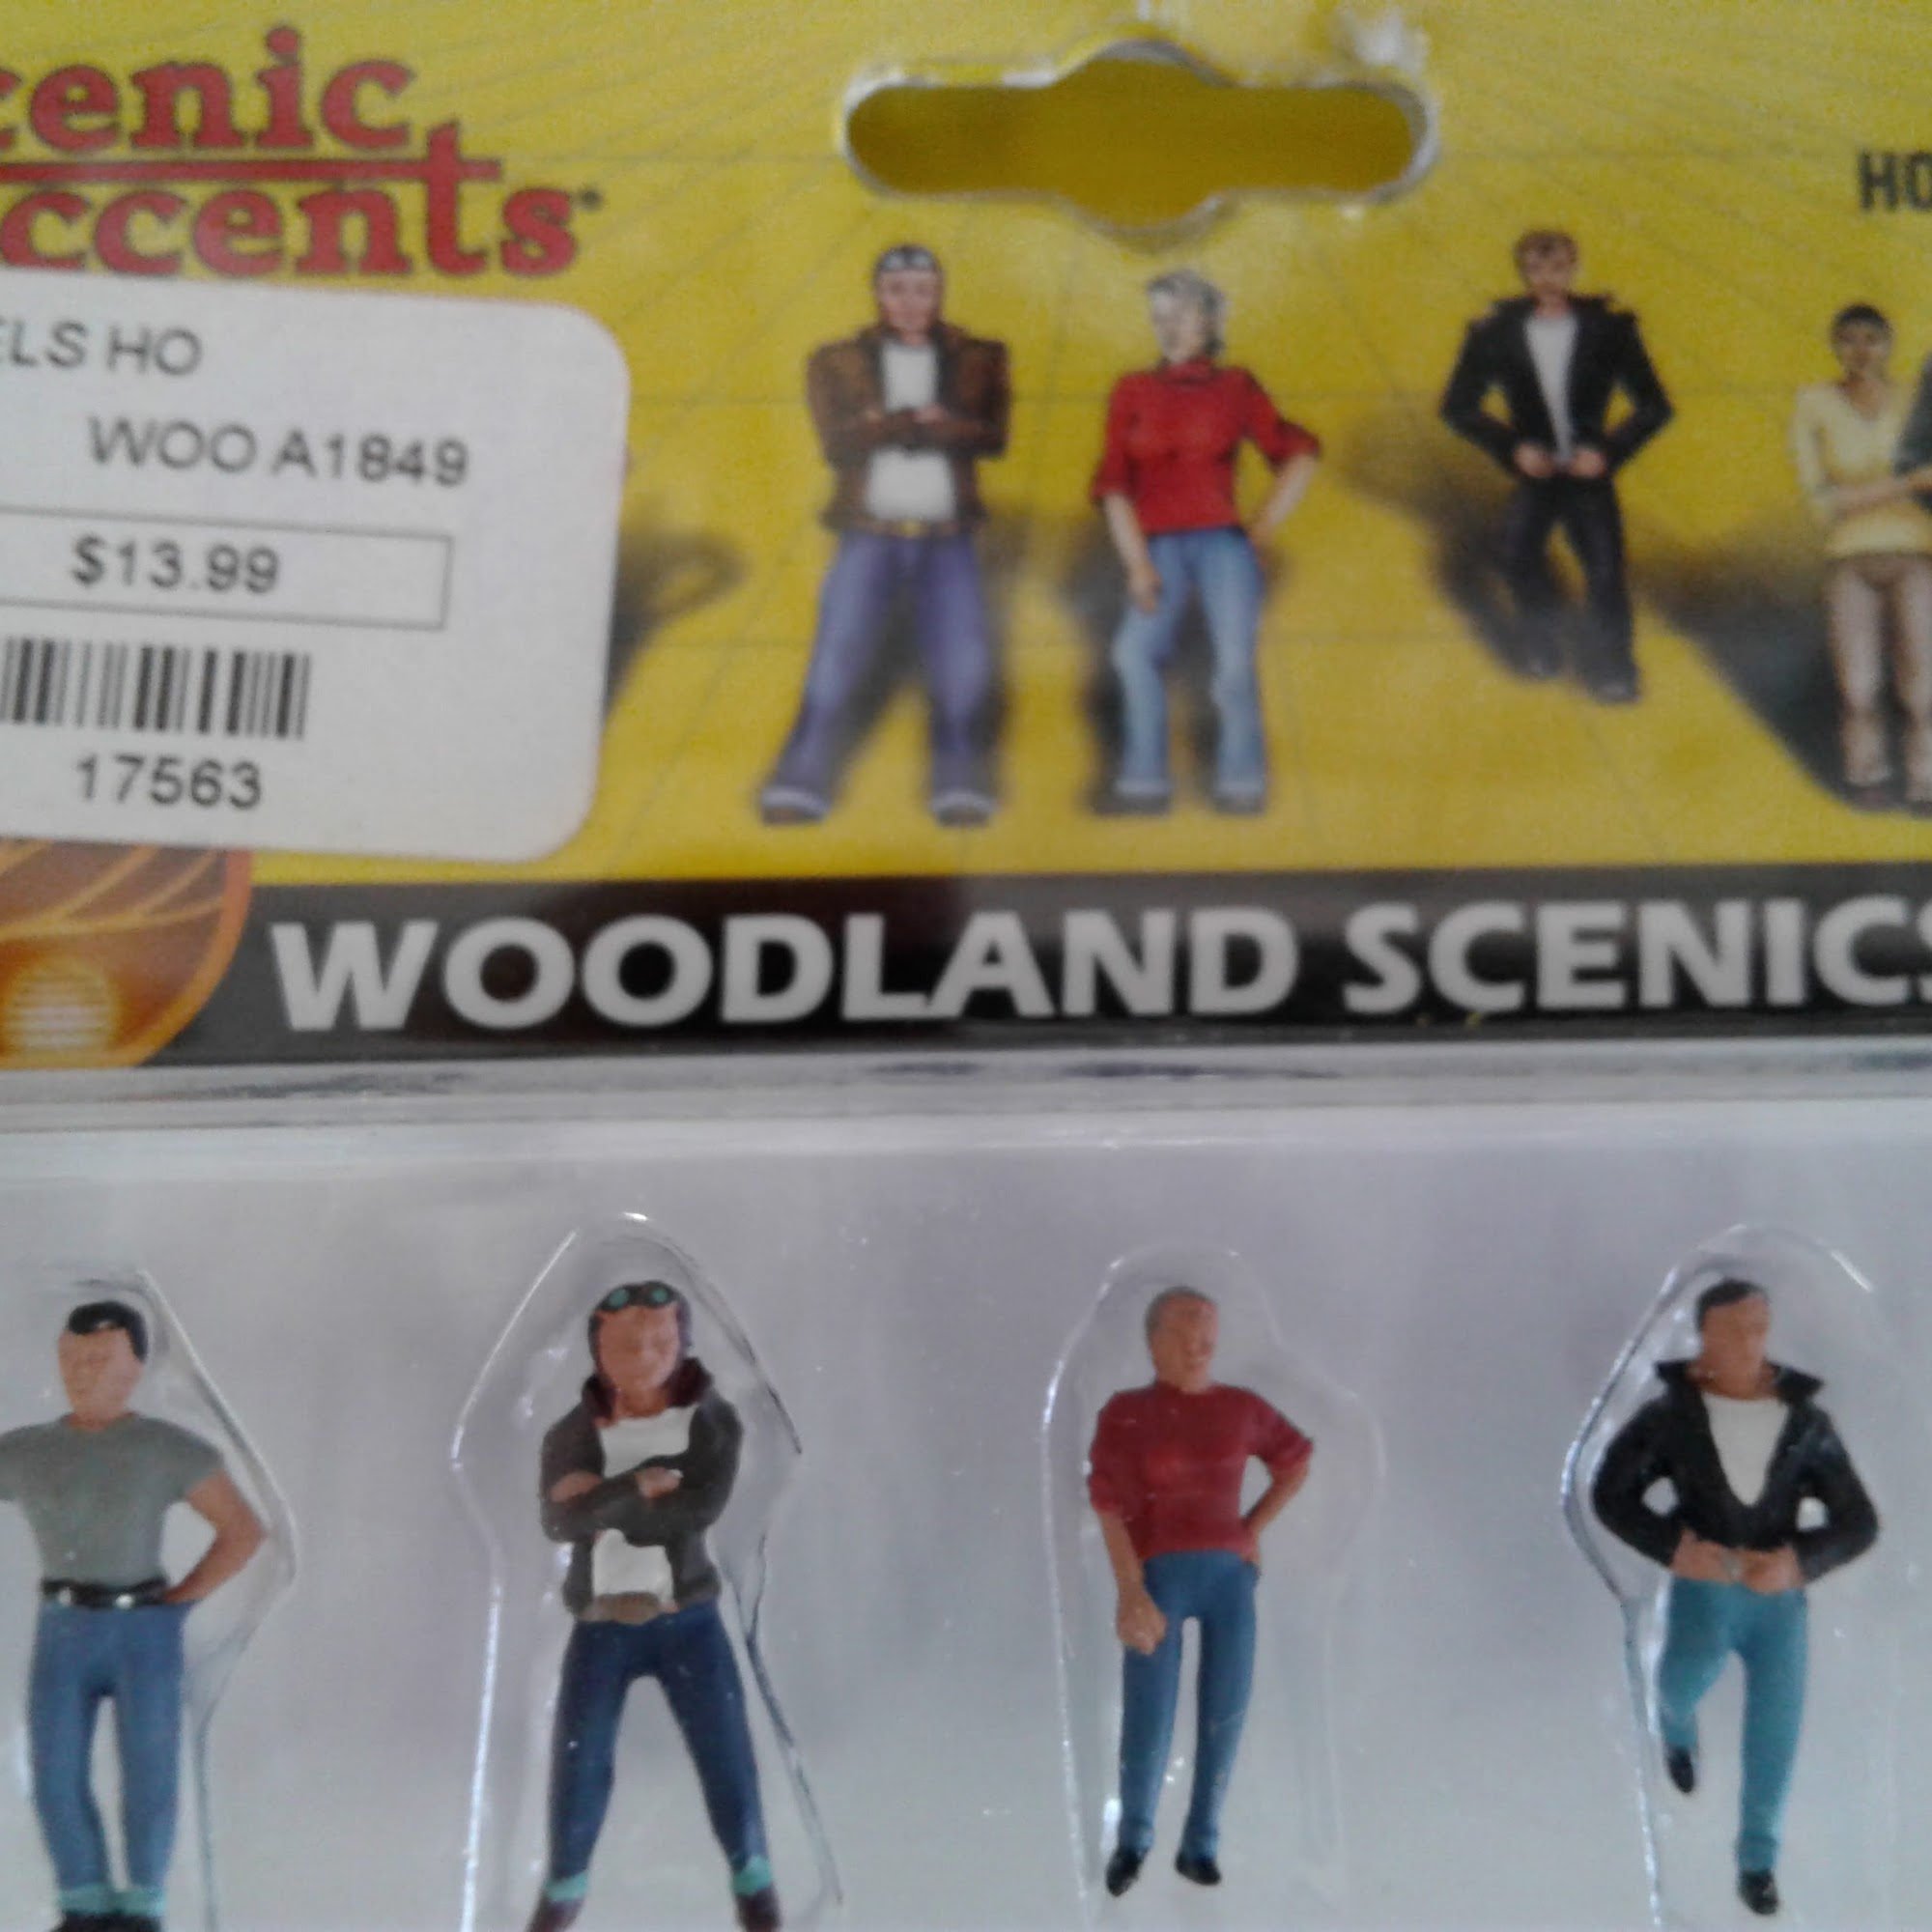 cenic
ccents
HO
ELS HO
WOO A1849
$13.99
17563
WOODLAND SCENICS